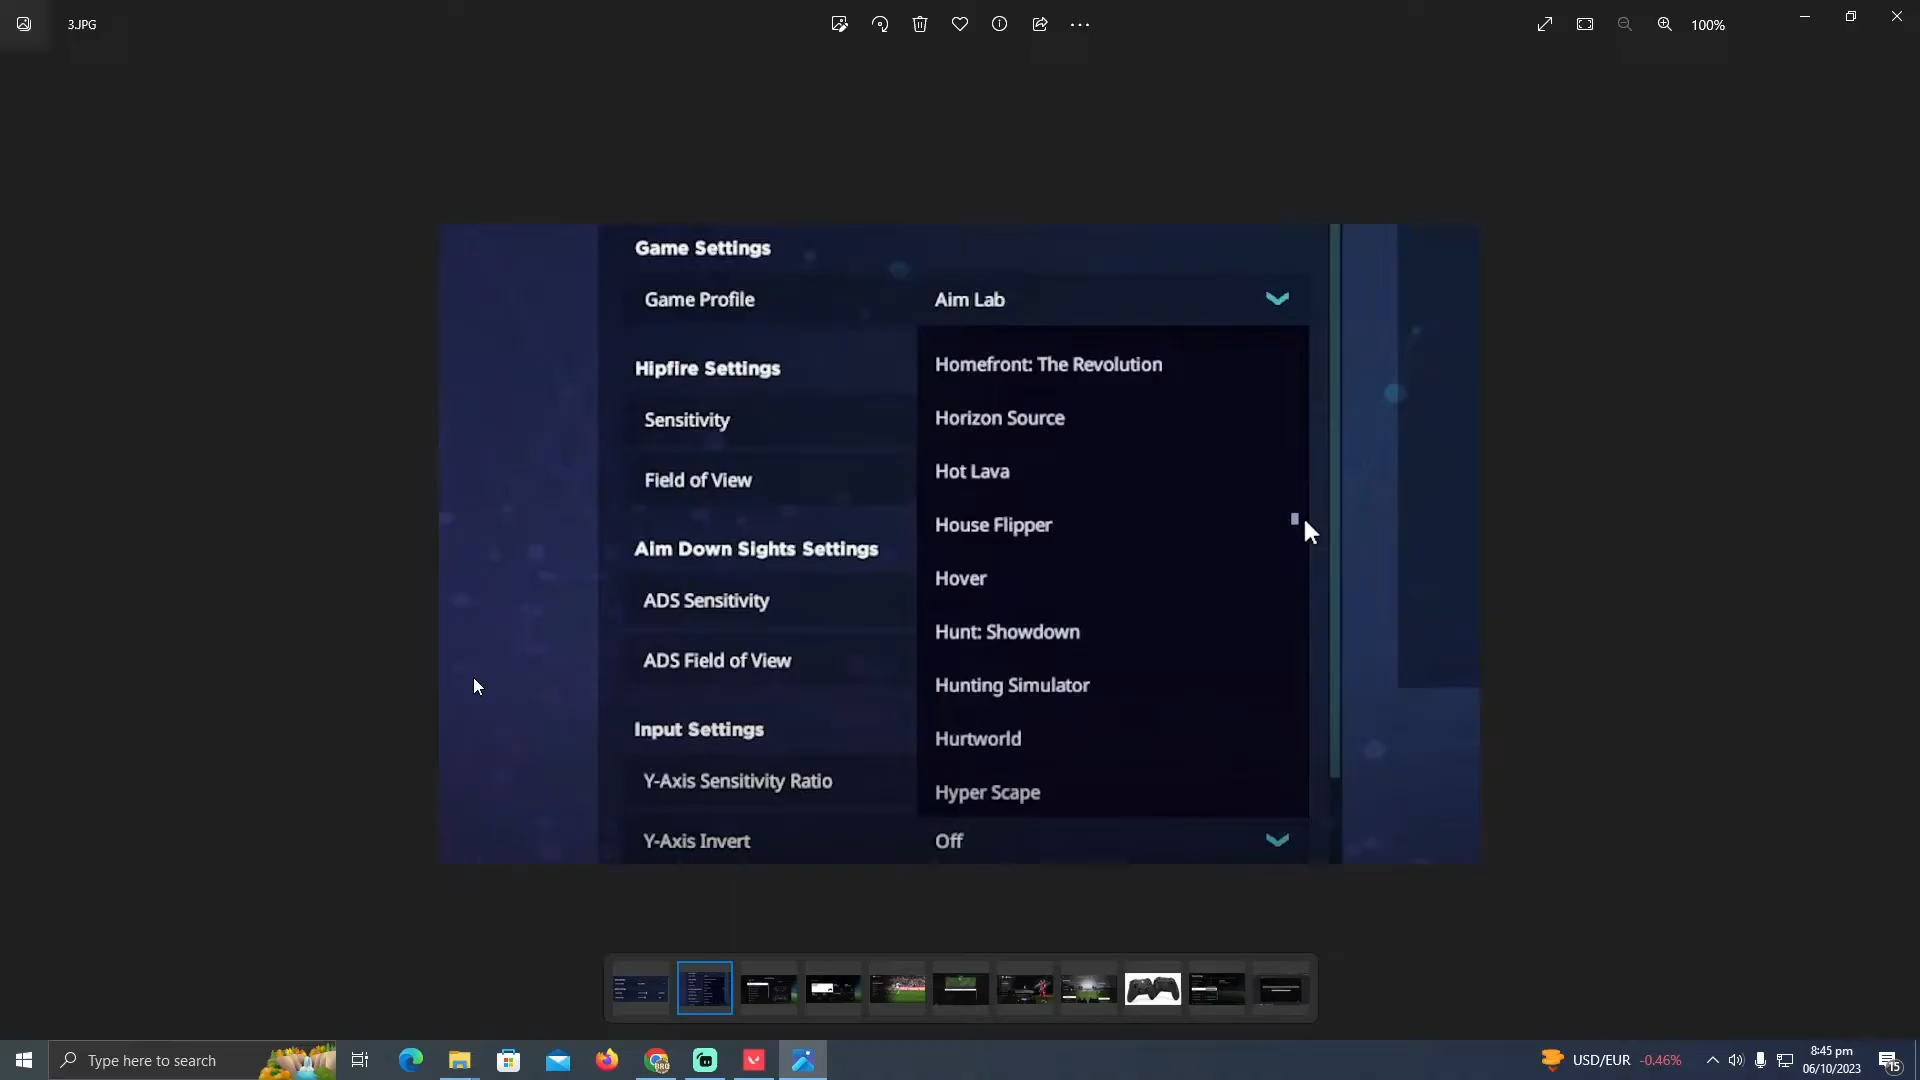 3.JPG
100%
Game Settings
Game Profile
Aim Lab
Homefront: The Revolution
Hipfire Settings
Sensitivity
Horizon Source
Hot Lava
Field of View
House Flipper
Aim Down Sights Settings
Hover
ADS Sensitivity
Hunt: Showdown
ADS Field of View
Hunting Simulator
Input Settings
Hurtworld
Y-Axis Sensitivity Ratio
Hyper Scape
Y-Axis Invert
Off
Type here to search
USD/EUR -0.46%
8:45 pm
06/10/2023
15